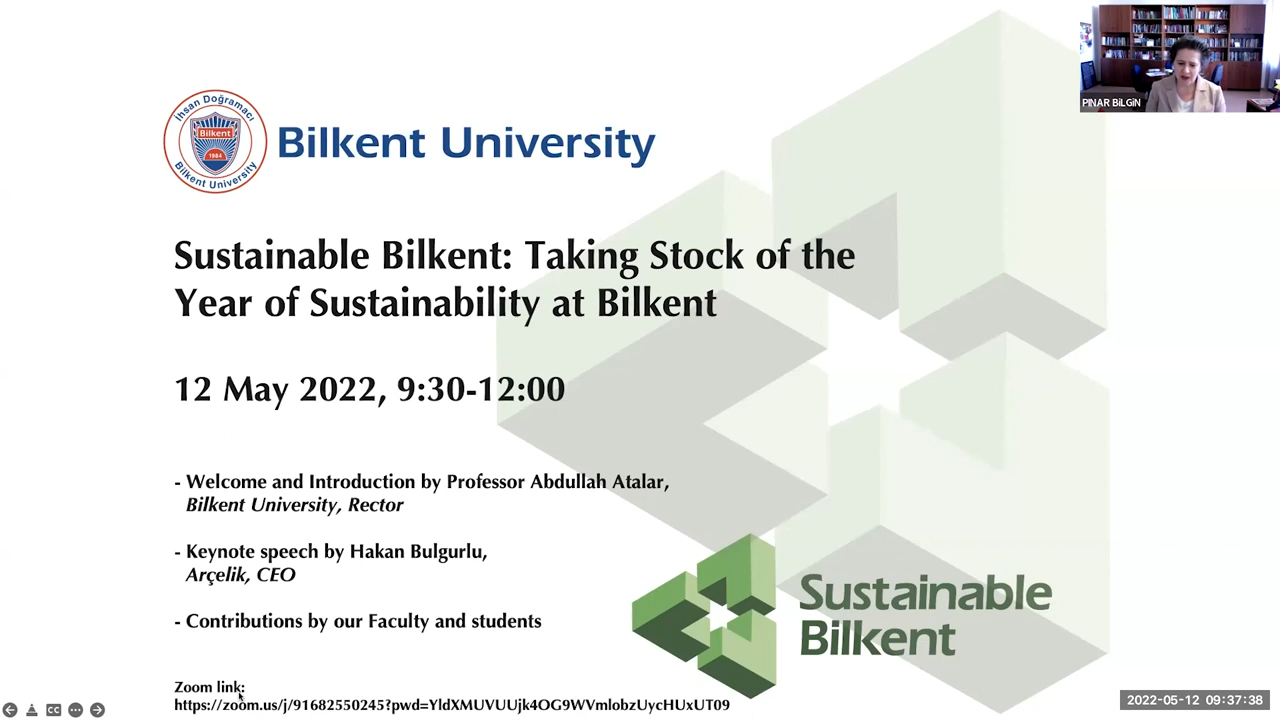 PINAR BiLGiN
İhsan Doğramacı
Bilkent
1984
Bilkent University
Bilkent University
Sustainable Bilkent: Taking Stock of the
Year of Sustainability at Bilkent
12 May 2022, 9:30-12:00
- Welcome and Introduction by Professor Abdullah Atalar,
Bilkent University, Rector
- Keynote speech by Hakan Bulgurlu,
Arçelik, CEO
- Contributions by our Faculty and students
Sustainable
Bilkent
Zoom link:
https://zoom.us/j/91682550245?pwd=YldXMUVUUjk4OG9WVmlobzUycHUxUT09
CC
2022-05-12 09:37:38